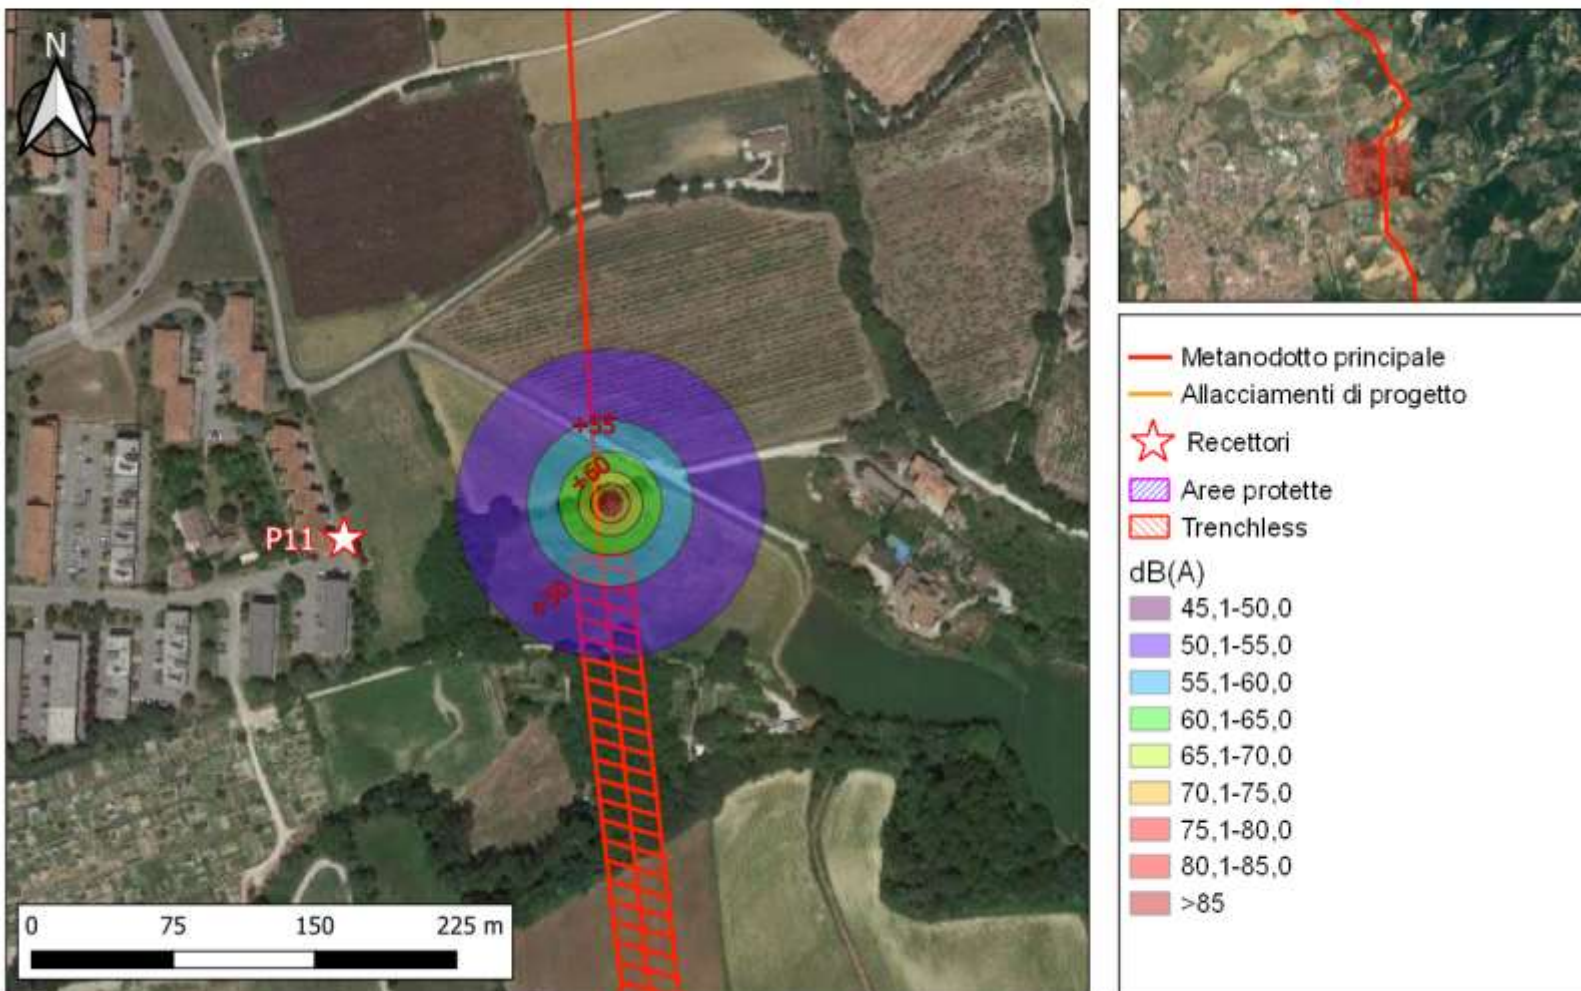 N
+55
+60
+50
P11
0 75 150 225 m
Metanodotto principale
Allacciamenti di progetto
Recettori
Aree protette
Trenchless
dB(A)
45,1-50,0
50,1-55,0
55,1-60,0
60,1-65,0
65,1-70,0
70,1-75,0
75,1-80,0
80,1-85,0
>85